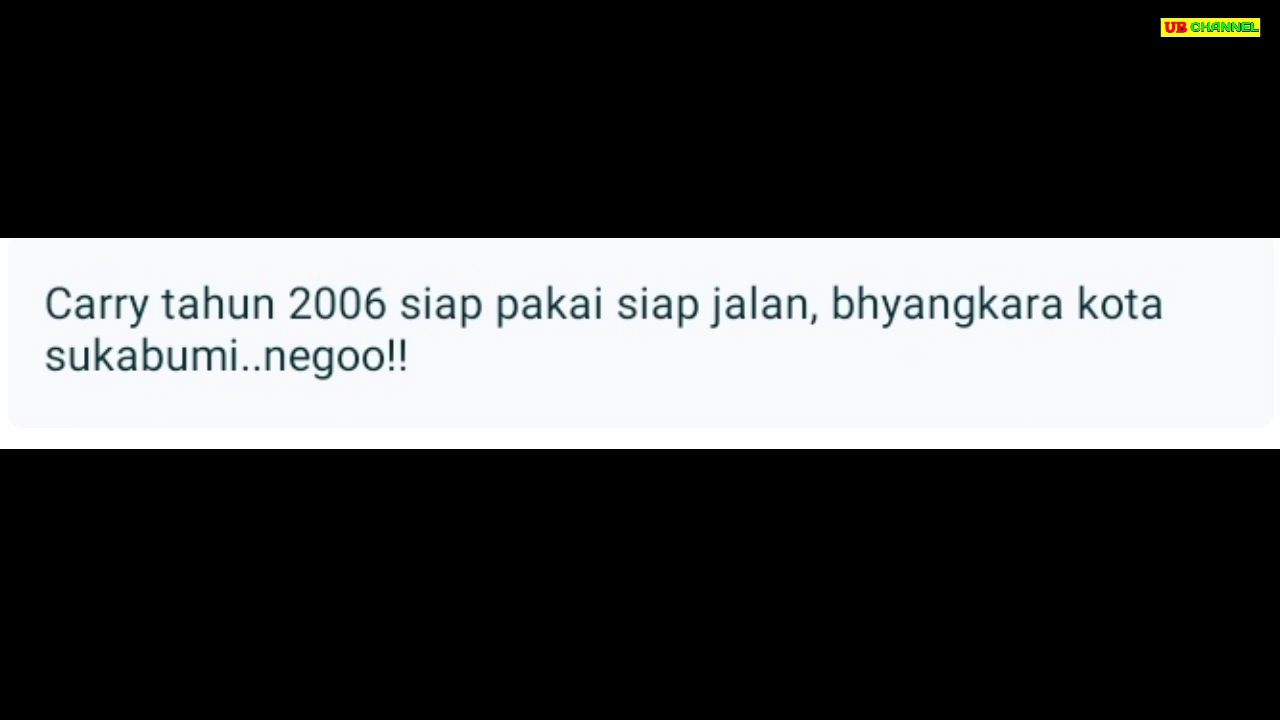 UB CHANNEL
Carry tahun 2006 siap pakai siap jalan, bhyangkara kota
sukabumi..negoo!!